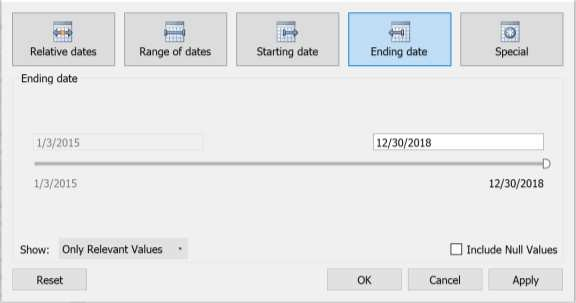 Relative dates Range of dates Starting date Ending date Special
Ending date
1/3/2015 12/30/2018
1/3/2015 12/30/2018
Show: Only Relevant Values Include Null Values
Reset OK Cancel Apply